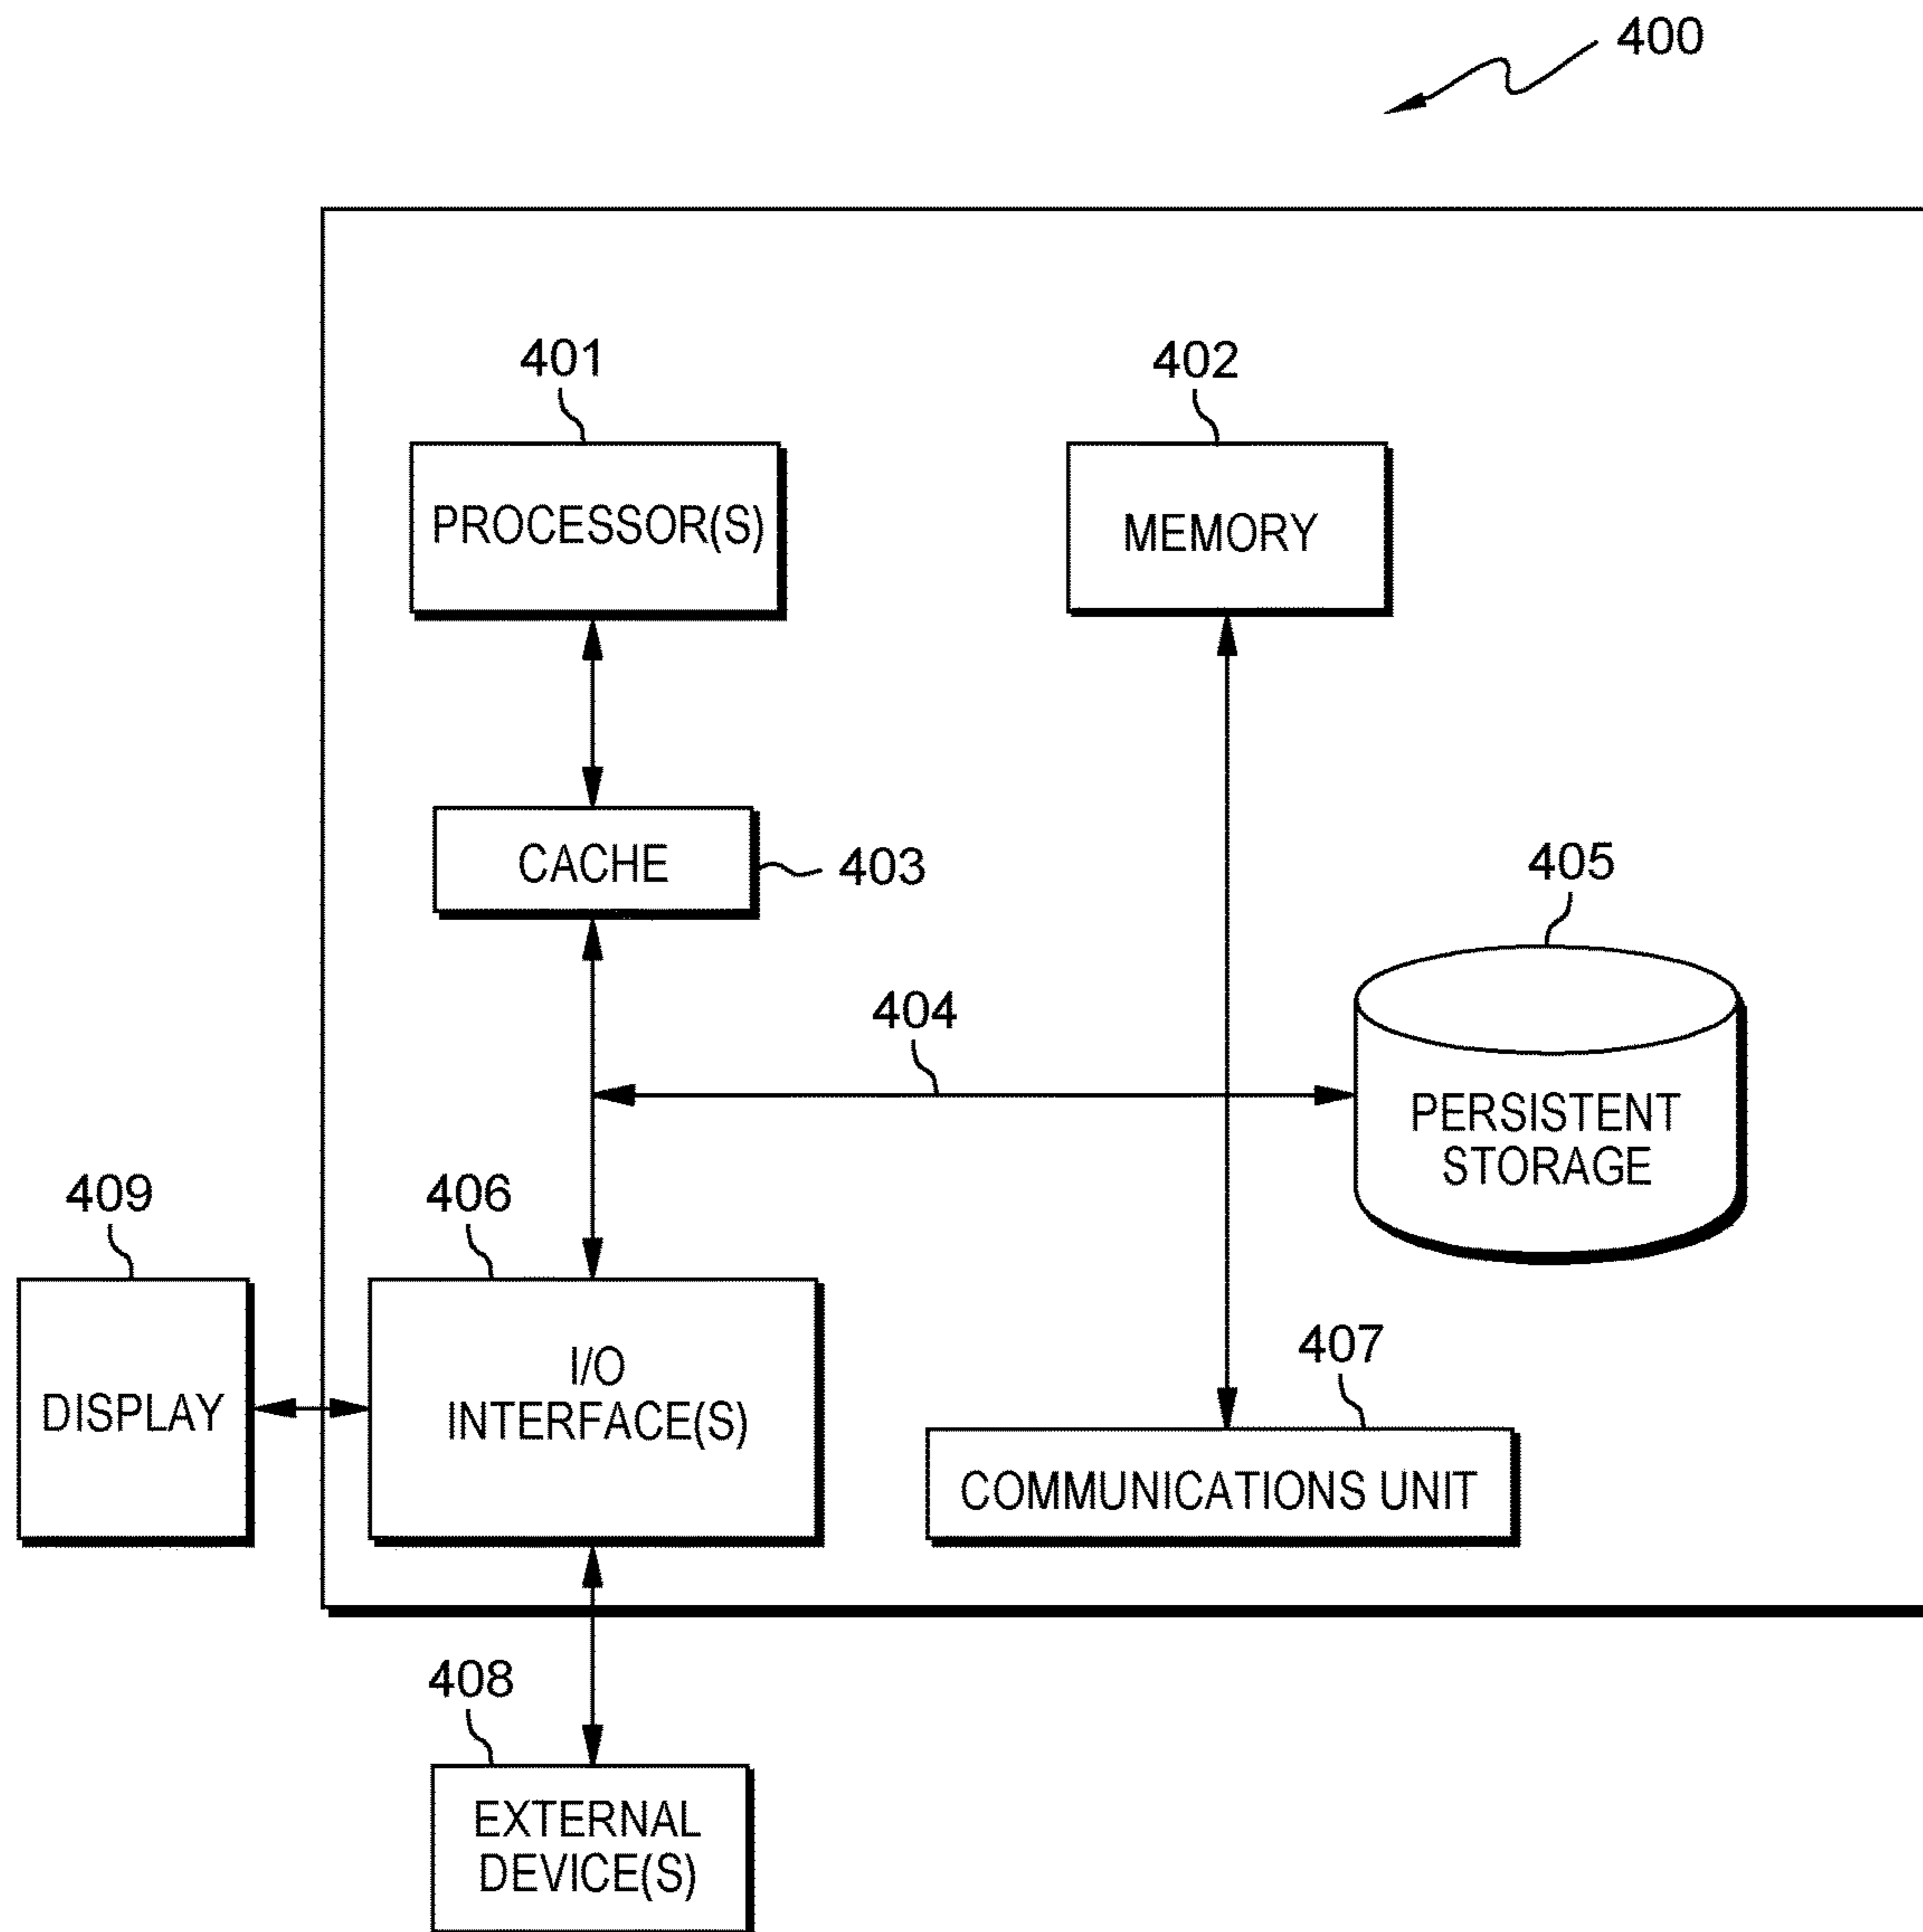 400
401
PROCESSOR(S)
402
MEMORY
CACHE
403
404
405
PERSISTENT
STORAGE
409
DISPLAY
406
I/O
INTERFACE(S)
407
COMMUNICATIONS UNIT
408
EXTERNAL
DEVICE(S)